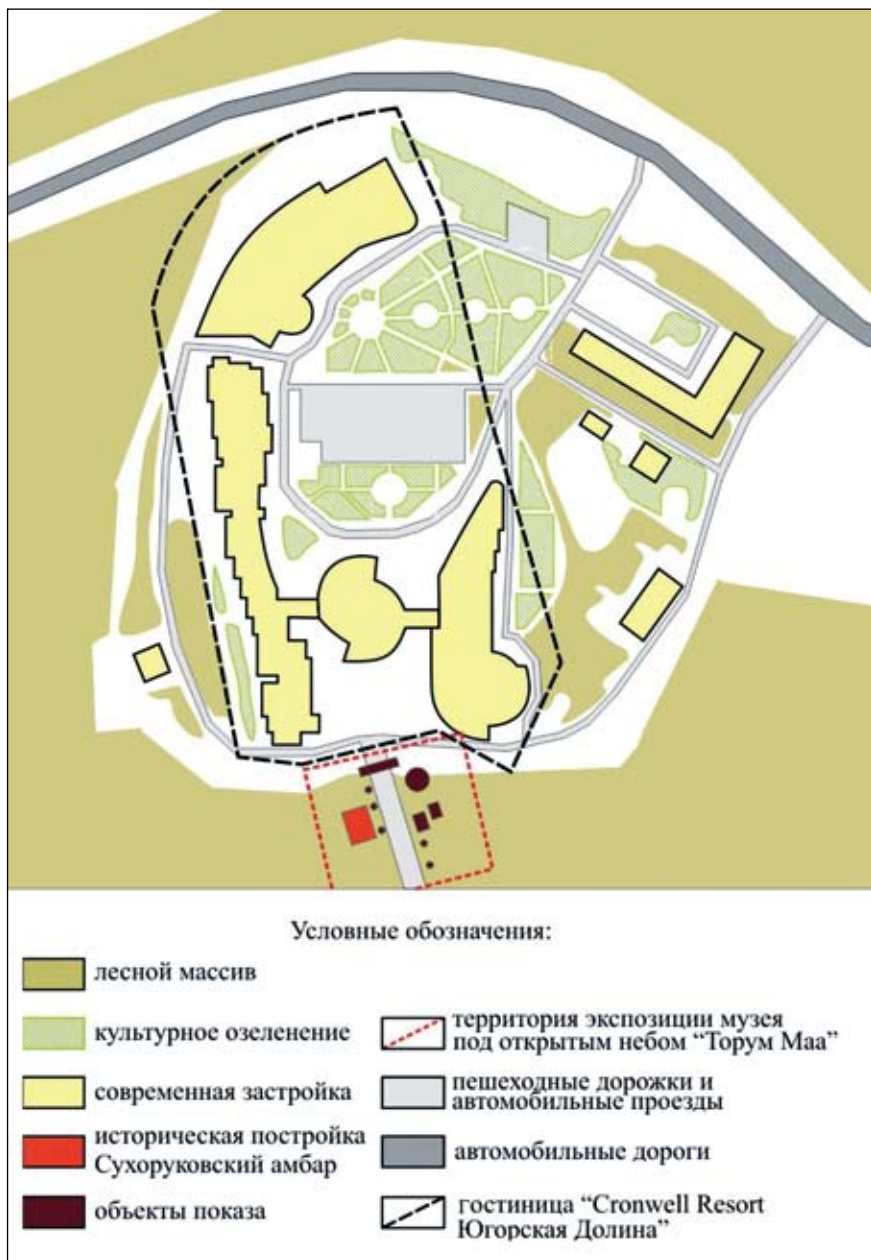 Условные обозначения:
лесной массив
культурное озеленение
современная застройка
историческая постройка
Сухоруковский амбар
объекты показа
территория экспозиции музея
под открытым небом “Торум Маа”
пешеходные дорожки и
автомобильные проезды
автомобильные дороги
гостиница “Cronwell Resort
Югорская Долина”